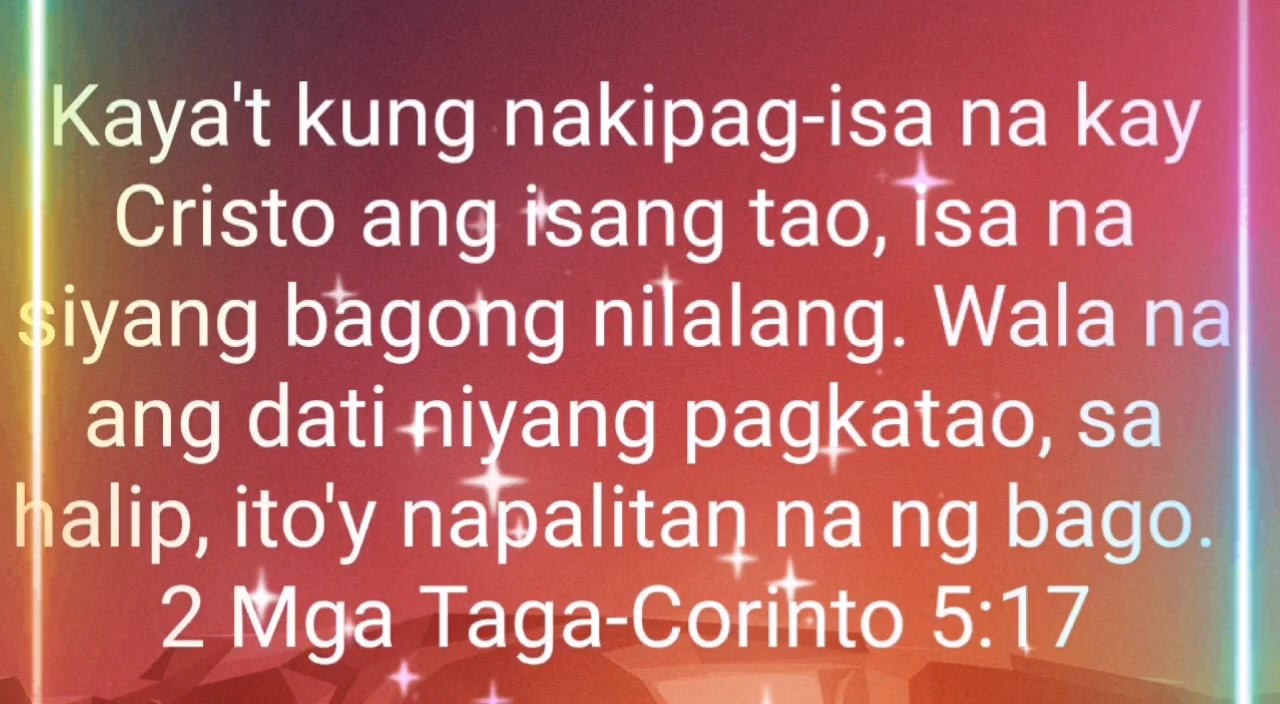 Kaya't kung nakipag-isa na kay
Cristo ang isang tao, isa na
siyang bagong nilalang. Wala na
ang dati niyang pagkatao, sa
halip, ito'y napalitan na ng bago.
2 Mga Taga-Corinto 5:17